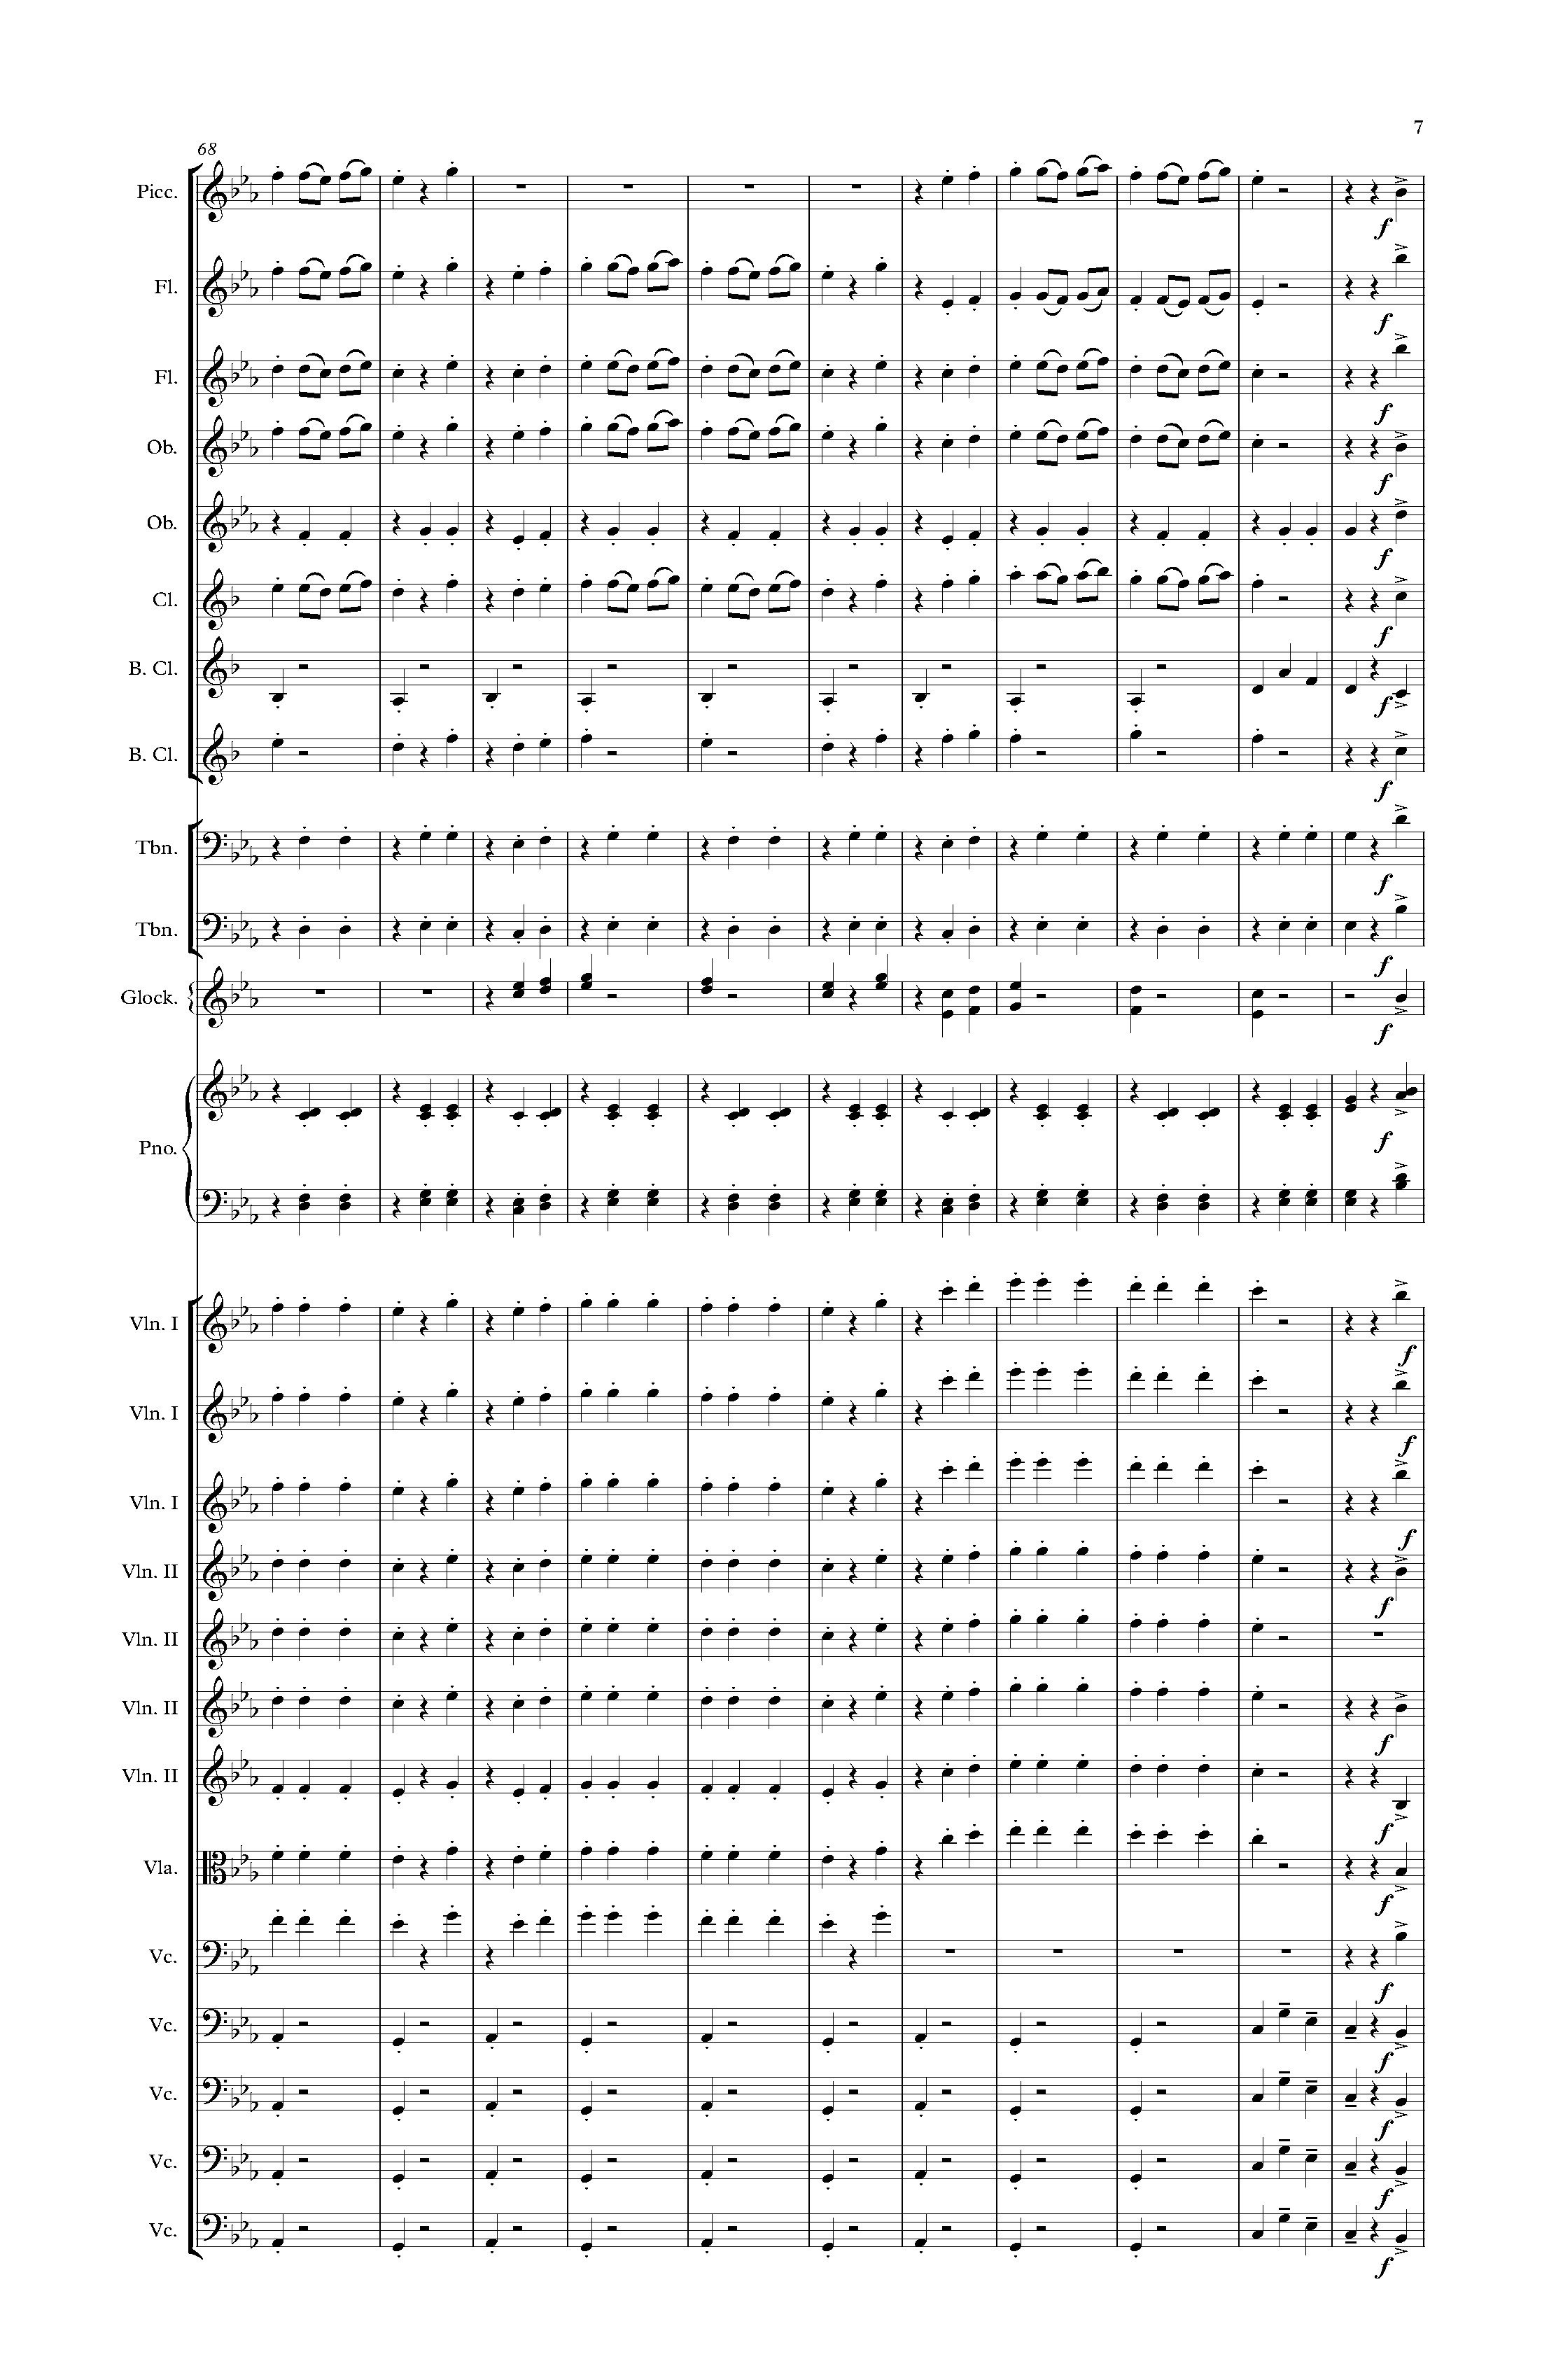 7
68
Picc.
f
Fl.
f
Fl.
f
Ob.
f
Ob.
f
Cl.
f
B. Cl.
f
B. Cl.
f
Tbn.
f
Tbn.
f
Glock.
f
Pno.
f
Vln. I
f
Vln. I
f
Vln. I
f
Vln. II
f
Vln. II
Vln. II
f
Vln. II
f
Vla.
f
Vc.
f
Vc.
f
Vc.
f
Vc.
f
Vc.
f